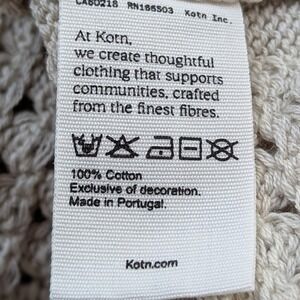 CA80218 RN166503 Kotn Inc.
At Kotn,
we create thoughtful
clothing that supports
communities, crafted
from the finest fibres.
100% Cotton
Exclusive of decoration.
Made in Portugal.
Kotn.com